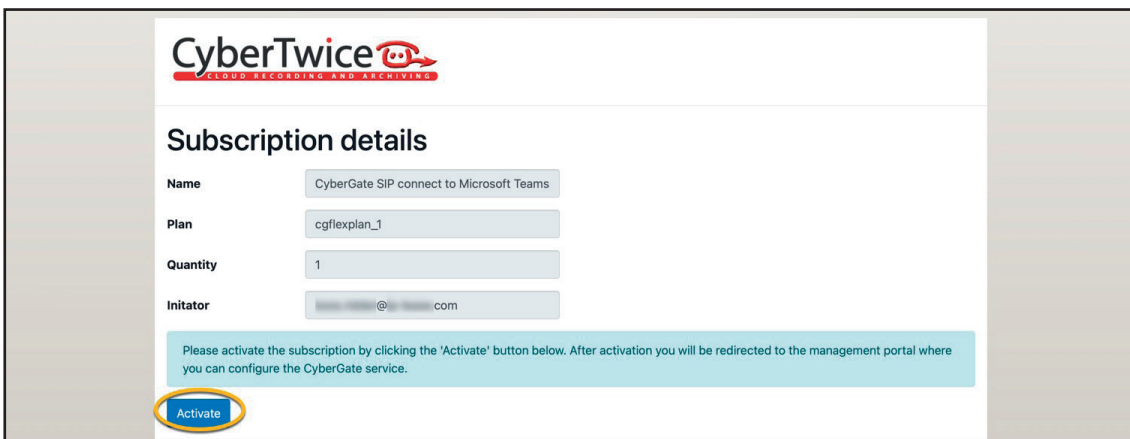 CyberTwice
CLOUD RECORDING AND ARCHIVING
Subscription details
Name CyberGate SIP connect to Microsoft Teams
Plan cgflexplan_1
Quantity 1
Initator @ com
Please activate the subscription by clicking the 'Activate' button below. After activation you will be redirected to the management portal where
you can configure the CyberGate service.
Activate